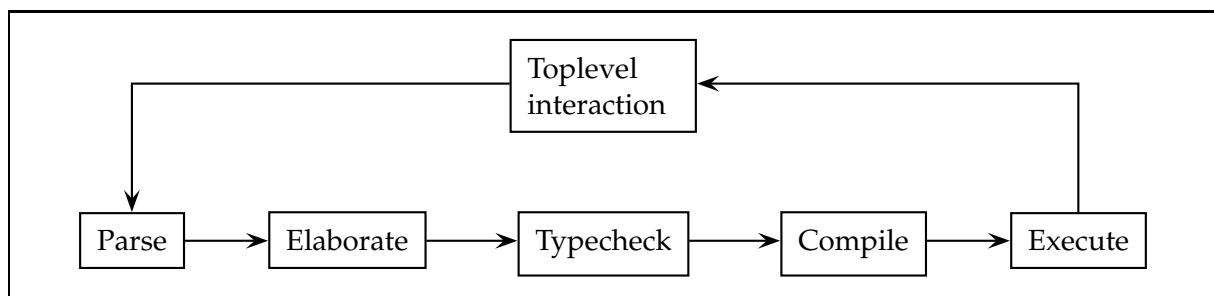 Toplevel
interaction
Parse
Elaborate
Typecheck
Compile
Execute